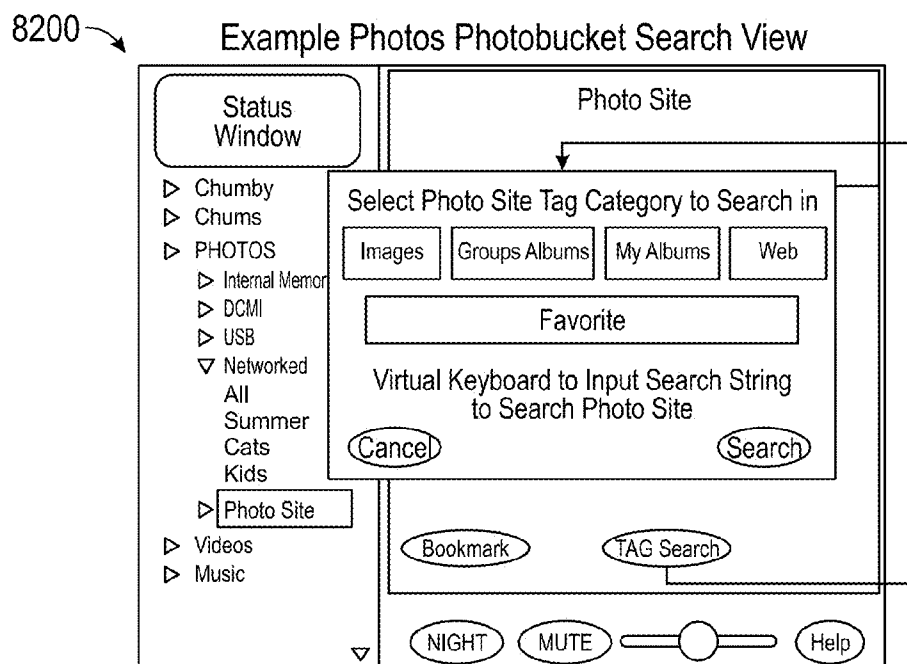 8200
Example Photos Photobucket Search View
Status
Window
Chumby
Chums
PHOTOS
Internal Memor
DCMI
USB
Networked
All
Summer
Cats
Kids
Photo Site
Videos
Music
Photo Site
Select Photo Site Tag Category to Search in
Images Groups Albums My Albums Web
Favorite
Virtual Keyboard to Input Search String
to Search Photo Site
Cancel Search
Bookmark TAG Search
NIGHT MUTE Help